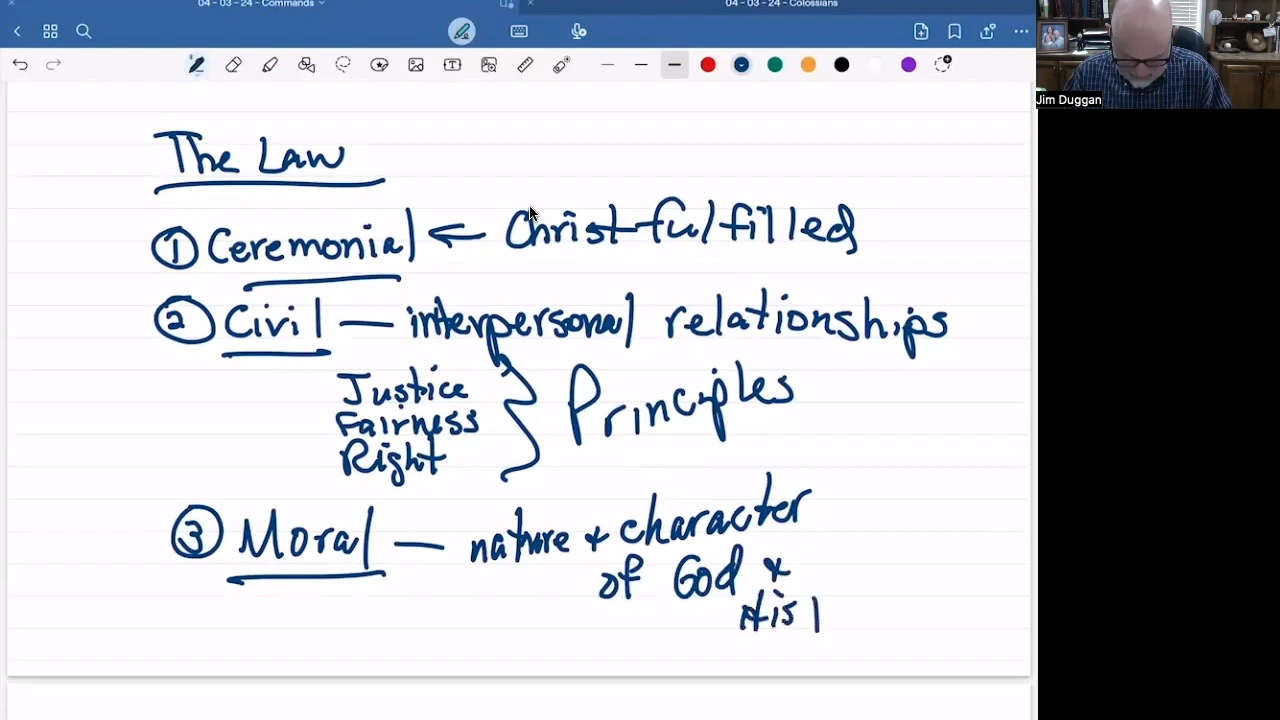 04 - 03 - 24 - Commands
04 - 03 - 24 - Colossians
Jim Duggan
The Law
① Ceremonial ← Christ fulfilled
② Civil — interpersonal relationships
Justice
Fairness
Right
} Principles
③ Moral — nature + character
of God +
His